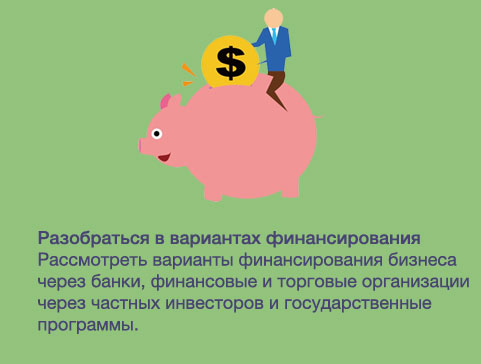 $
Разобраться в вариантах финансирования
Рассмотреть варианты финансирования бизнеса
через банки, финансовые и торговые организации
через частных инвесторов и государственные
программы.